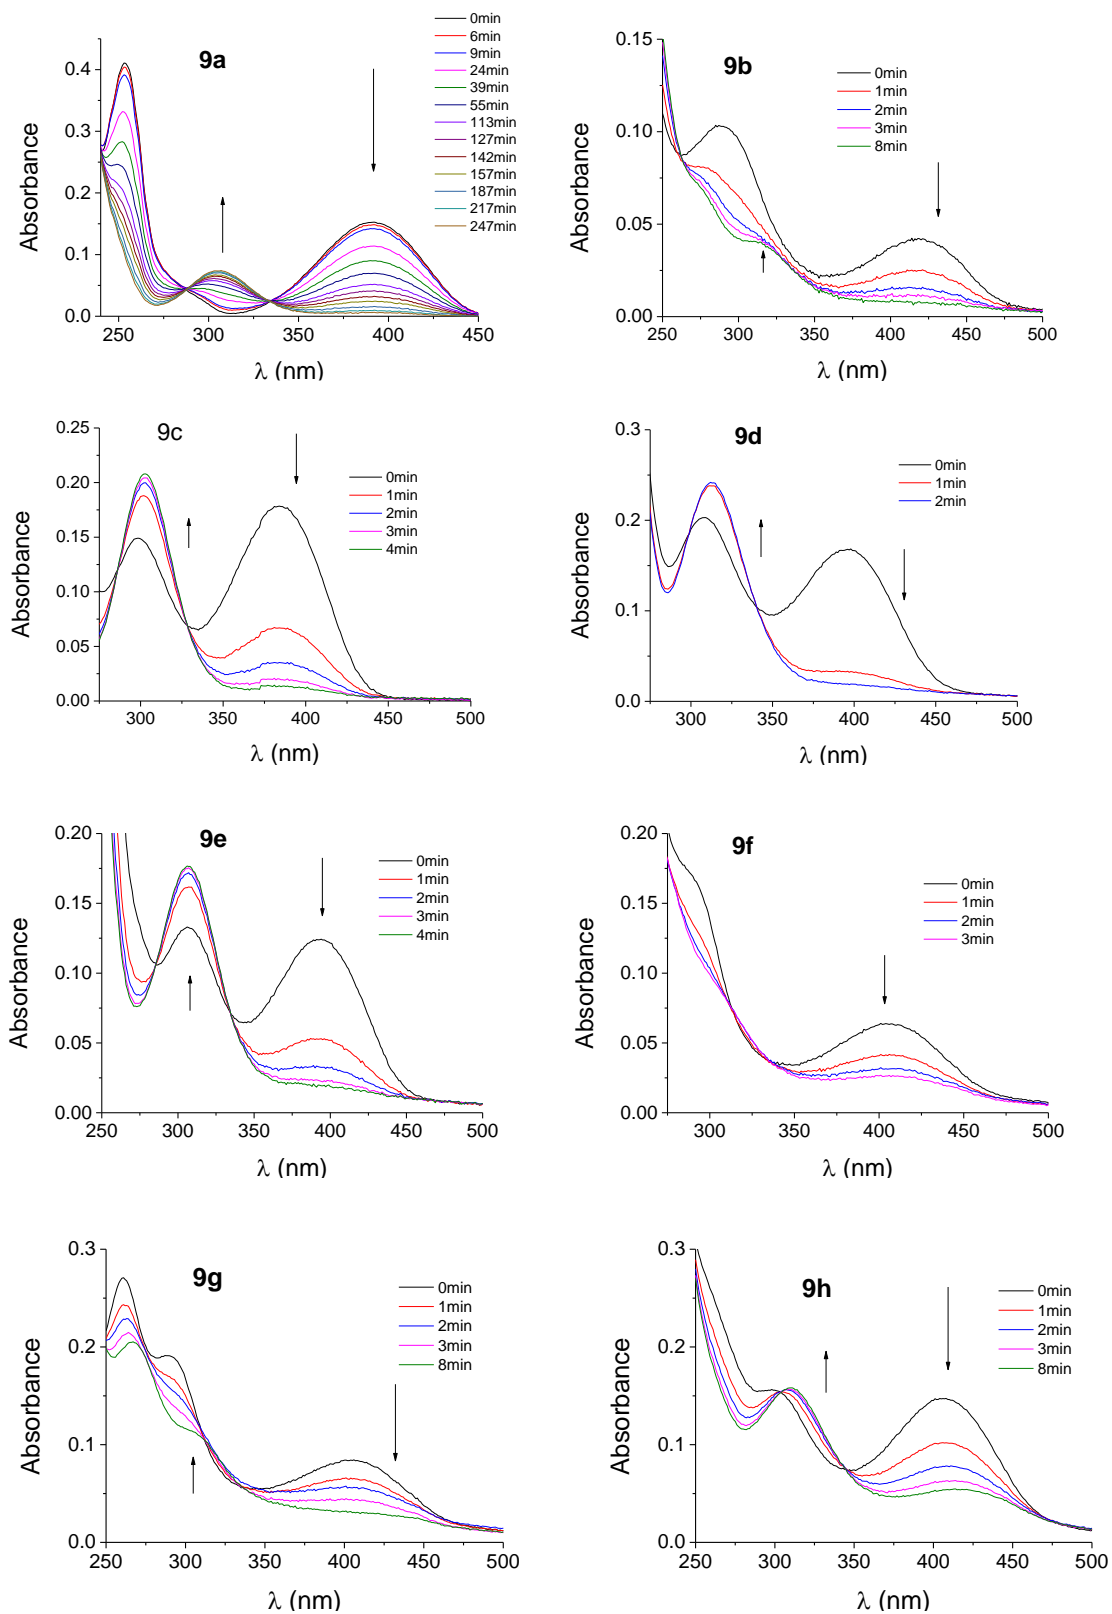 9a
0min
6min
9min
24min
39min
55min
113min
127min
142min
157min
187min
217min
247min
0.4
0.3
0.2
0.1
0.0
250 300 350 400 450
Absorbance
λ (nm)
9b
0min
1min
2min
3min
8min
0.15
0.10
0.05
0.00
250 300 350 400 450 500
Absorbance
λ (nm)
9c
0min
1min
2min
3min
4min
0.25
0.20
0.15
0.10
0.05
0.00
300 350 400 450 500
Absorbance
λ (nm)
9d
0min
1min
2min
0.3
0.2
0.1
0.0
300 350 400 450 500
Absorbance
λ (nm)
9e
0min
1min
2min
3min
4min
0.20
0.15
0.10
0.05
0.00
250 300 350 400 450 500
Absorbance
λ (nm)
9f
0min
1min
2min
3min
0.20
0.15
0.10
0.05
0.00
300 350 400 450 500
Absorbance
λ (nm)
9g
0min
1min
2min
3min
8min
0.3
0.2
0.1
0.0
250 300 350 400 450 500
Absorbance
λ (nm)
9h
0min
1min
2min
3min
8min
0.3
0.2
0.1
0.0
250 300 350 400 450 500
Absorbance
λ (nm)